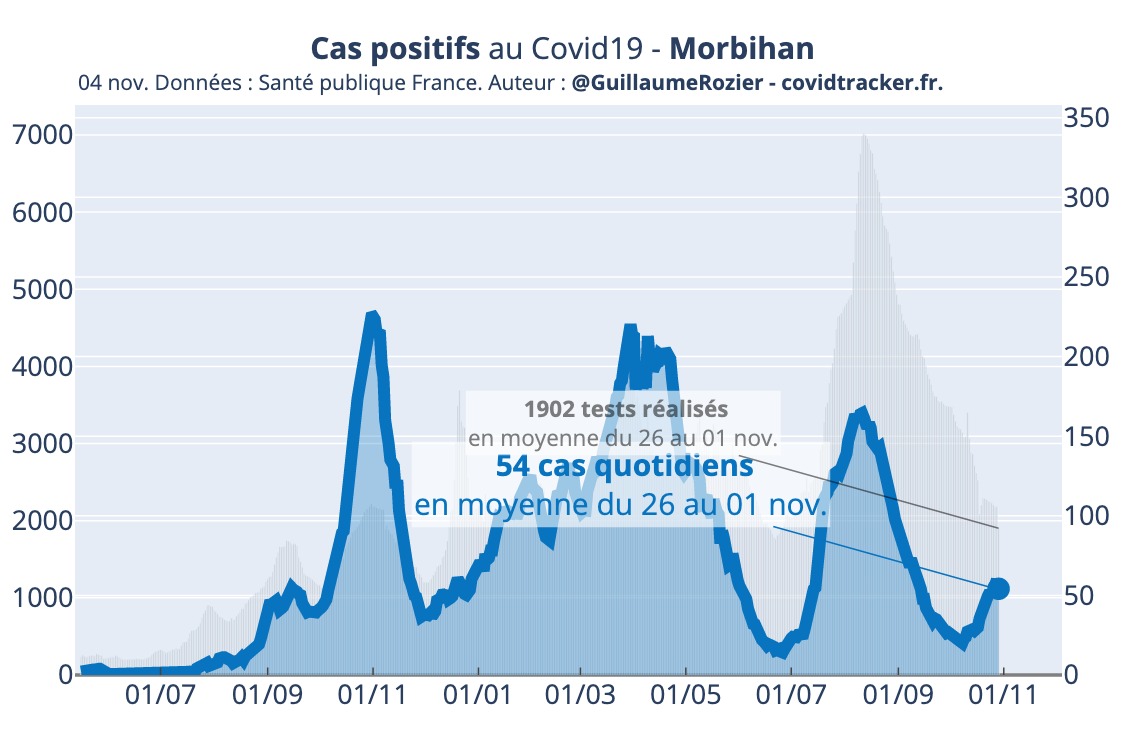 Cas positifs au Covid19 - Morbihan
04 nov. Données : Santé publique France. Auteur : @GuillaumeRozier - covidtracker.fr.
7000
6000
5000
4000
3000
2000
1000
0
350
300
250
200
150
100
50
0
1902 tests réalisés
en moyenne du 26 au 01 nov.
54 cas quotidiens
en moyenne du 26 au 01 nov.
01/07 01/09 01/11 01/01 01/03 01/05 01/07 01/09 01/11